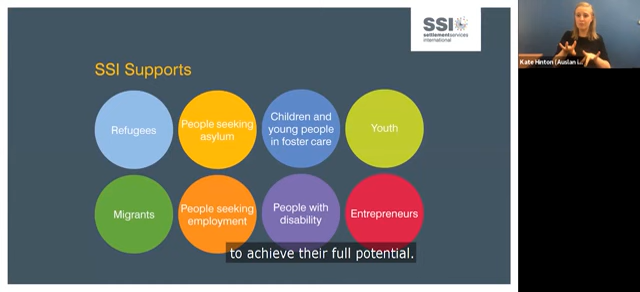 SSI
settlement services
international
SSI Supports
Refugees
People seeking
asylum
Children and
young people
in foster care
Youth
Migrants
People seeking
employment
People with
disability
Entrepreneurs
to achieve their full potential.
Kate Hinton (Auslan